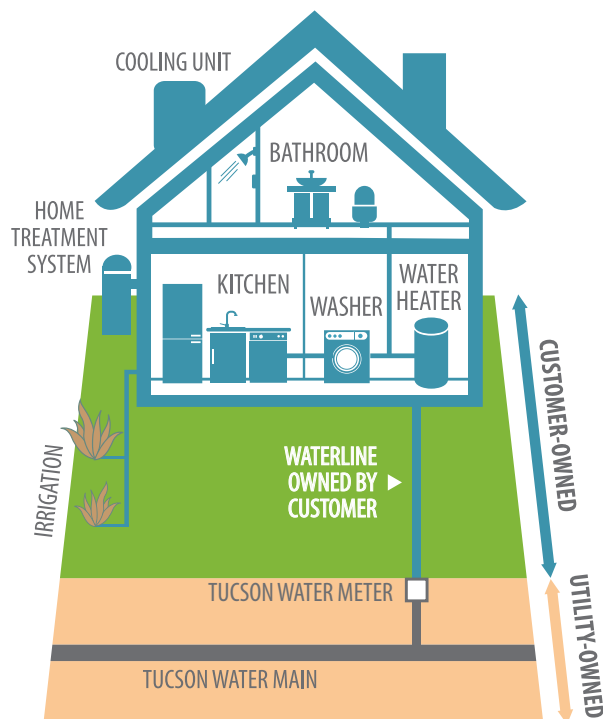 COOLING UNIT
BATHROOM
HOME
TREATMENT
SYSTEM
KITCHEN
WASHER
WATER
HEATER
CUSTOMER-OWNED
IRRIGATION
WATERLINE
OWNED BY
CUSTOMER
TUCSON WATER METER
UTILITY-OWNED
TUCSON WATER MAIN